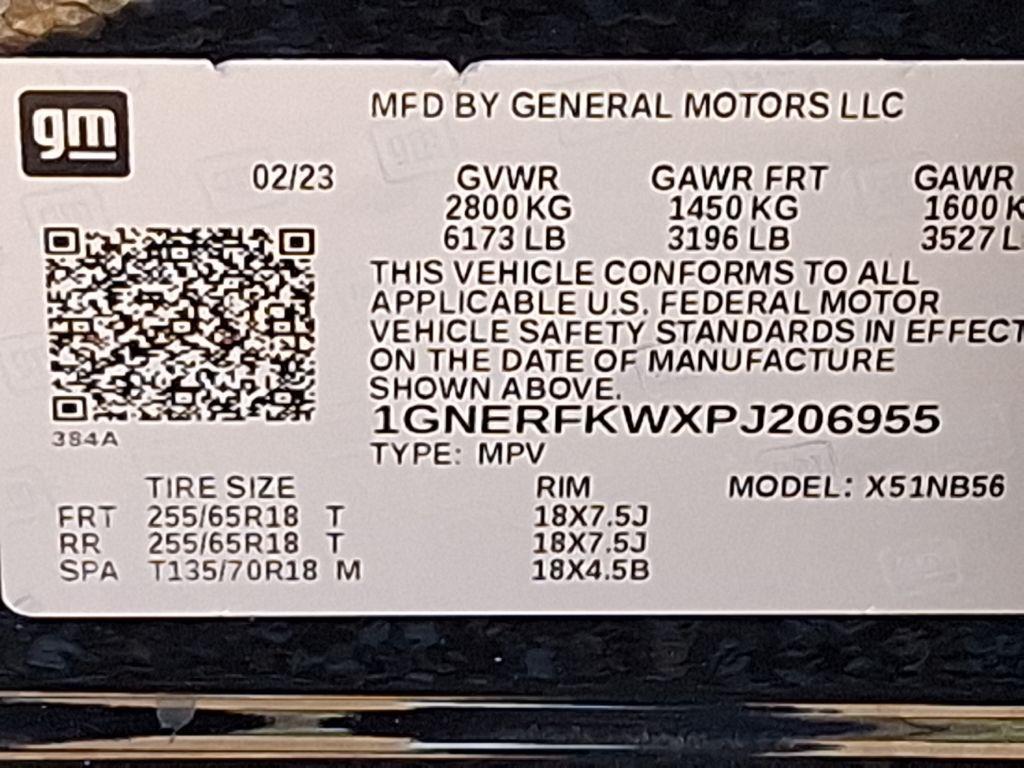 gm
MFD BY GENERAL MOTORS LLC
02/23 GVWR GAWR FRT GAWR
2800 KG 1450 KG 1600 K
6173 LB 3196 LB 3527 L
THIS VEHICLE CONFORMS TO ALL
APPLICABLE U.S. FEDERAL MOTOR
VEHICLE SAFETY STANDARDS IN EFFECT
ON THE DATE OF MANUFACTURE
SHOWN ABOVE.
1GNERFKWXPJ206955
384A
TYPE: MPV
TIRE SIZE RIM MODEL: X51NB56
FRT 255/65R18 T 18X7.5J
RR 255/65R18 T 18X7.5J
SPA T135/70R18 M 18X4.5B